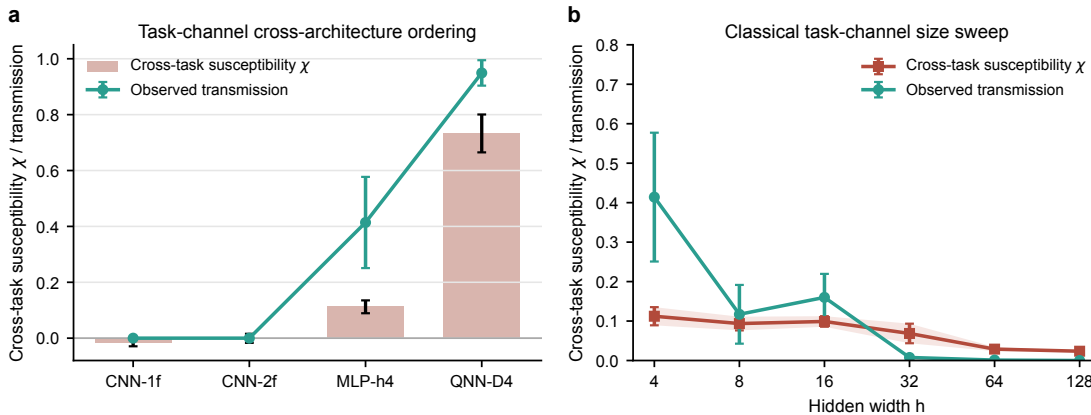 a
Task-channel cross-architecture ordering
Cross-task susceptibility χ / transmission
1.0
0.8
0.6
0.4
0.2
0.0
Cross-task susceptibility χ
Observed transmission
CNN-1f
CNN-2f
MLP-h4
QNN-D4
b
Classical task-channel size sweep
Cross-task susceptibility χ / transmission
0.8
0.7
0.6
0.5
0.4
0.3
0.2
0.1
0.0
Cross-task susceptibility χ
Observed transmission
4
8
16
32
64
128
Hidden width h